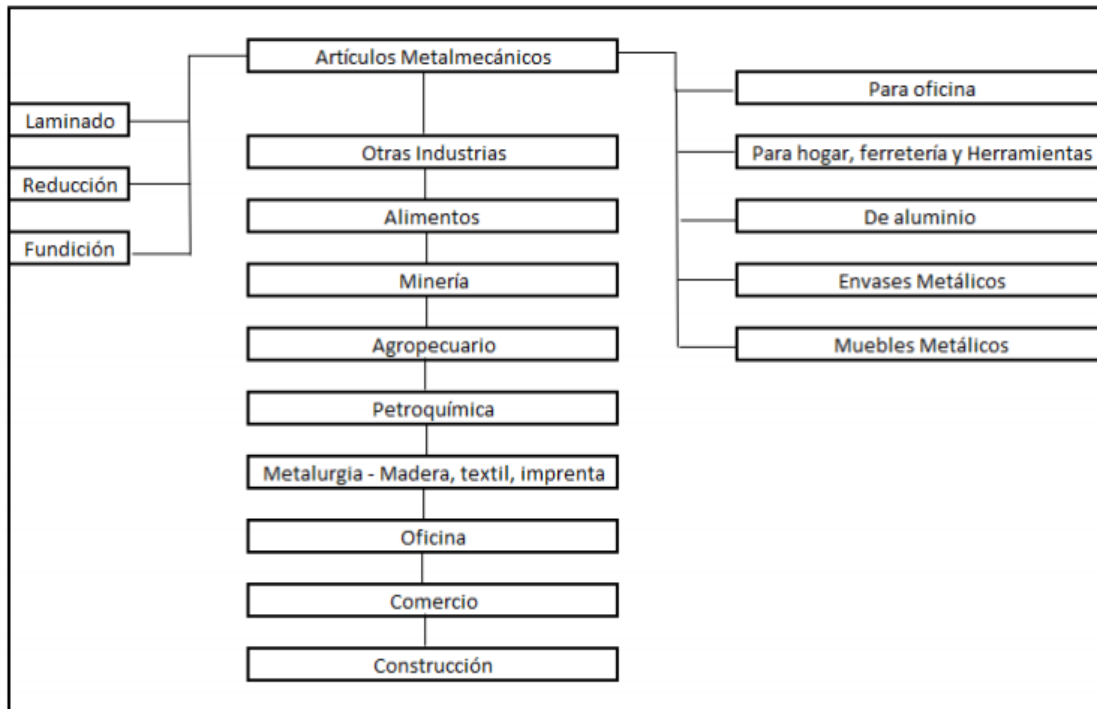 Artículos Metalmecánicos
Laminado
Reducción
Fundición
Otras Industrias
Alimentos
Minería
Agropecuario
Petroquímica
Metalurgia - Madera, textil, imprenta
Oficina
Comercio
Construcción
Para oficina
Para hogar, ferretería y Herramientas
De aluminio
Envases Metálicos
Muebles Metálicos